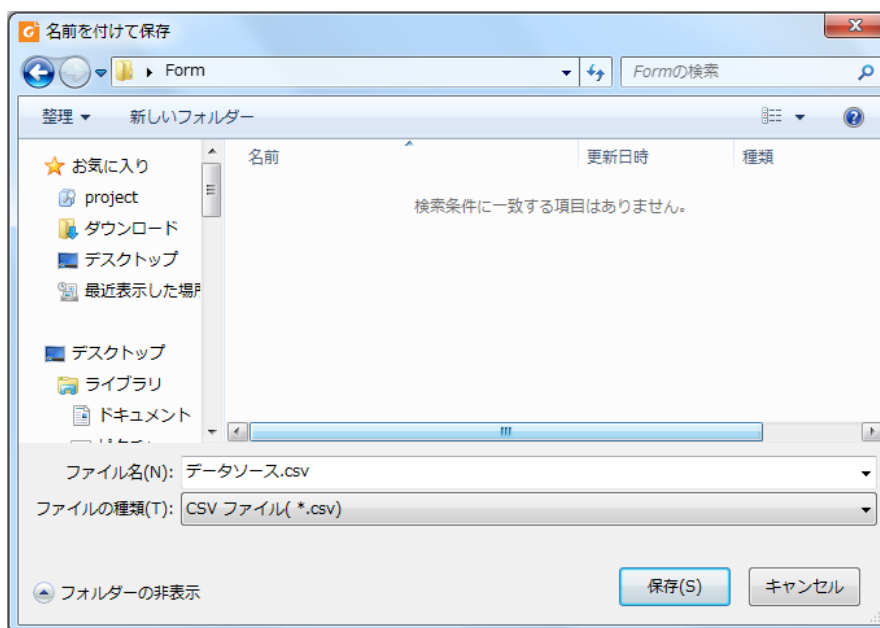 名前を付けて保存
Form
Formの検索
整理
新しいフォルダー
お気に入り
project
ダウンロード
デスクトップ
最近表示した場所
デスクトップ
ライブラリ
ドキュメント
名前 更新日時 種類
検索条件に一致する項目はありません。
ファイル名(N): データソース.csv
ファイルの種類(T): CSV ファイル( *.csv)
フォルダーの非表示
保存(S)
キャンセル